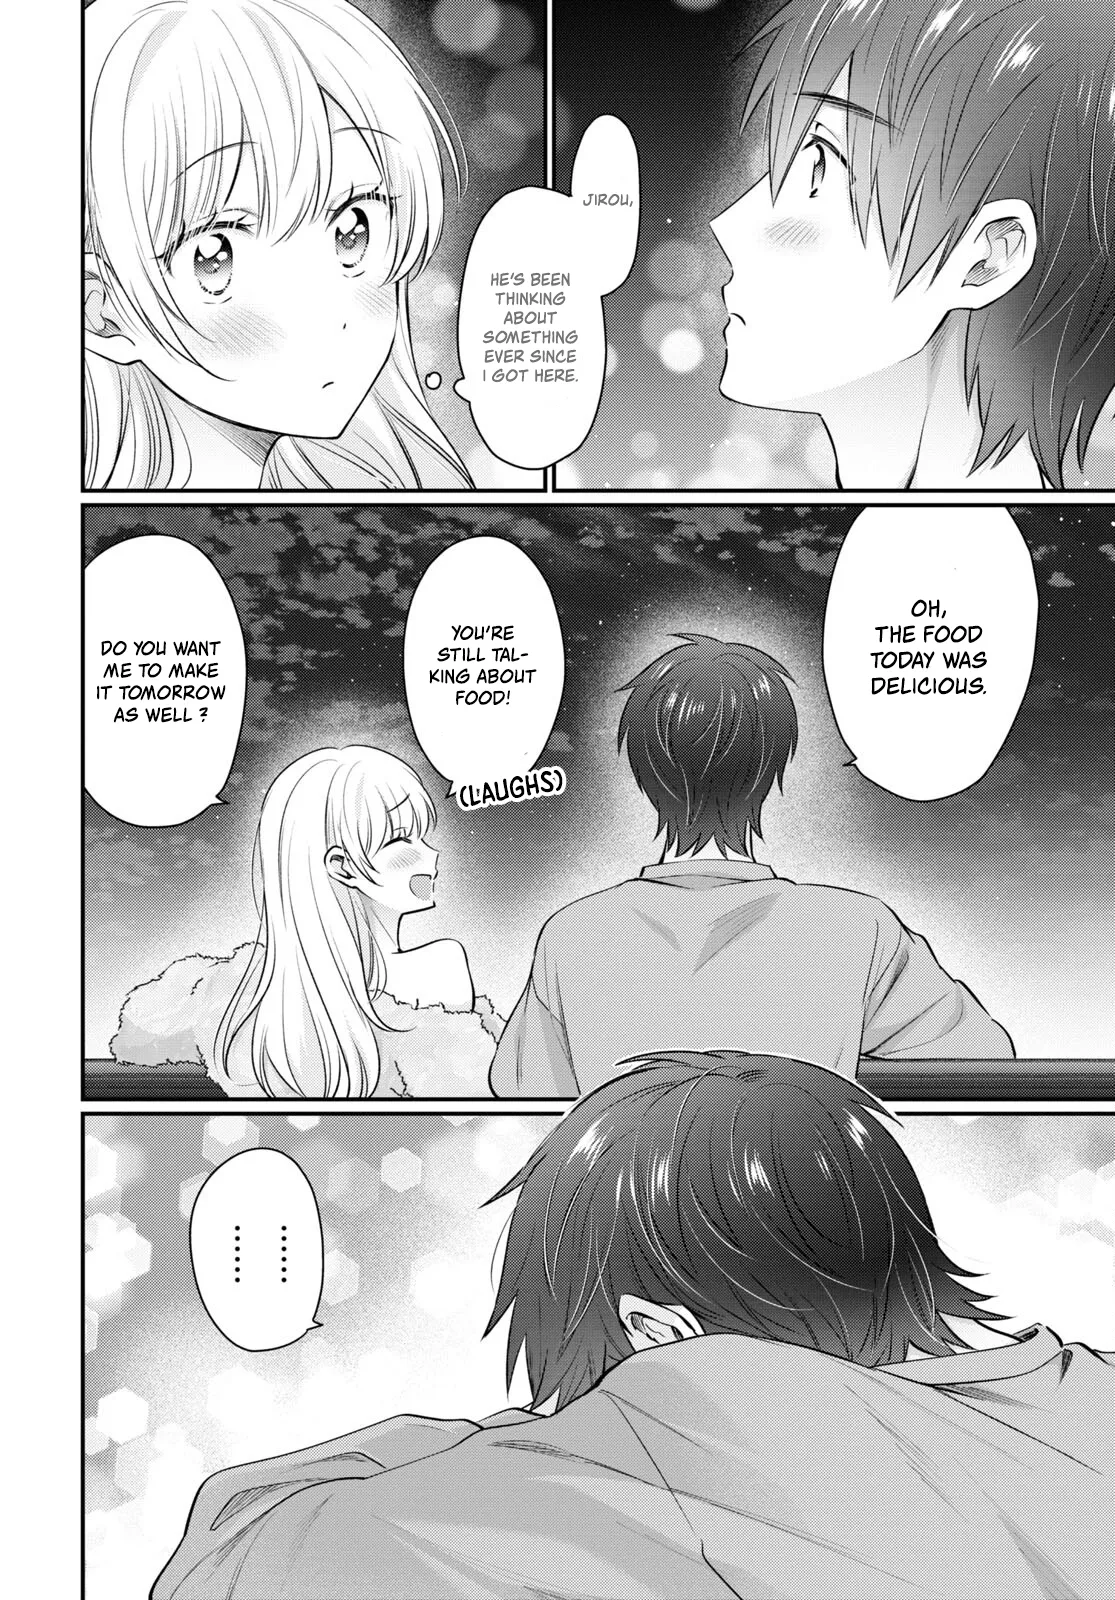 JIROU,
HE'S BEEN
THINKING
ABOUT
SOMETHING
EVER SINCE
I GOT HERE.
OH,
THE FOOD
TODAY WAS
DELICIOUS.
YOU'RE
STILL TAL-
KING ABOUT
FOOD!
(LAUGHS)
DO YOU WANT
ME TO MAKE
IT TOMORROW
AS WELL ?
...... ......